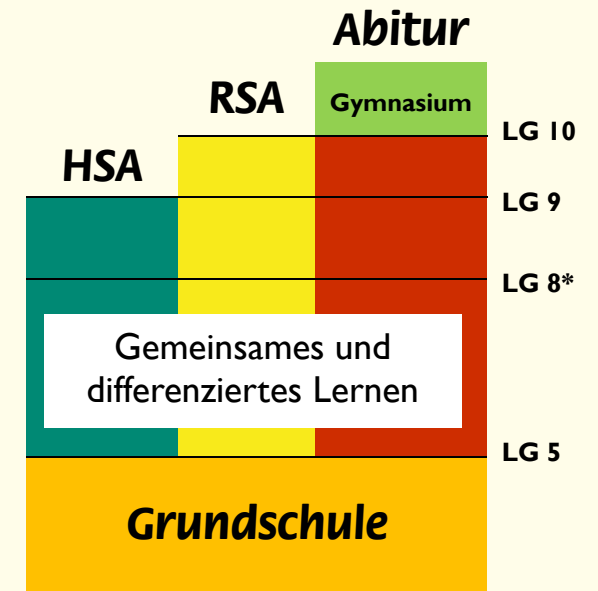 Abitur
RSA
Gymnasium
LG 10
HSA
LG 9
LG 8*
Gemeinsames und
differenziertes Lernen
LG 5
Grundschule